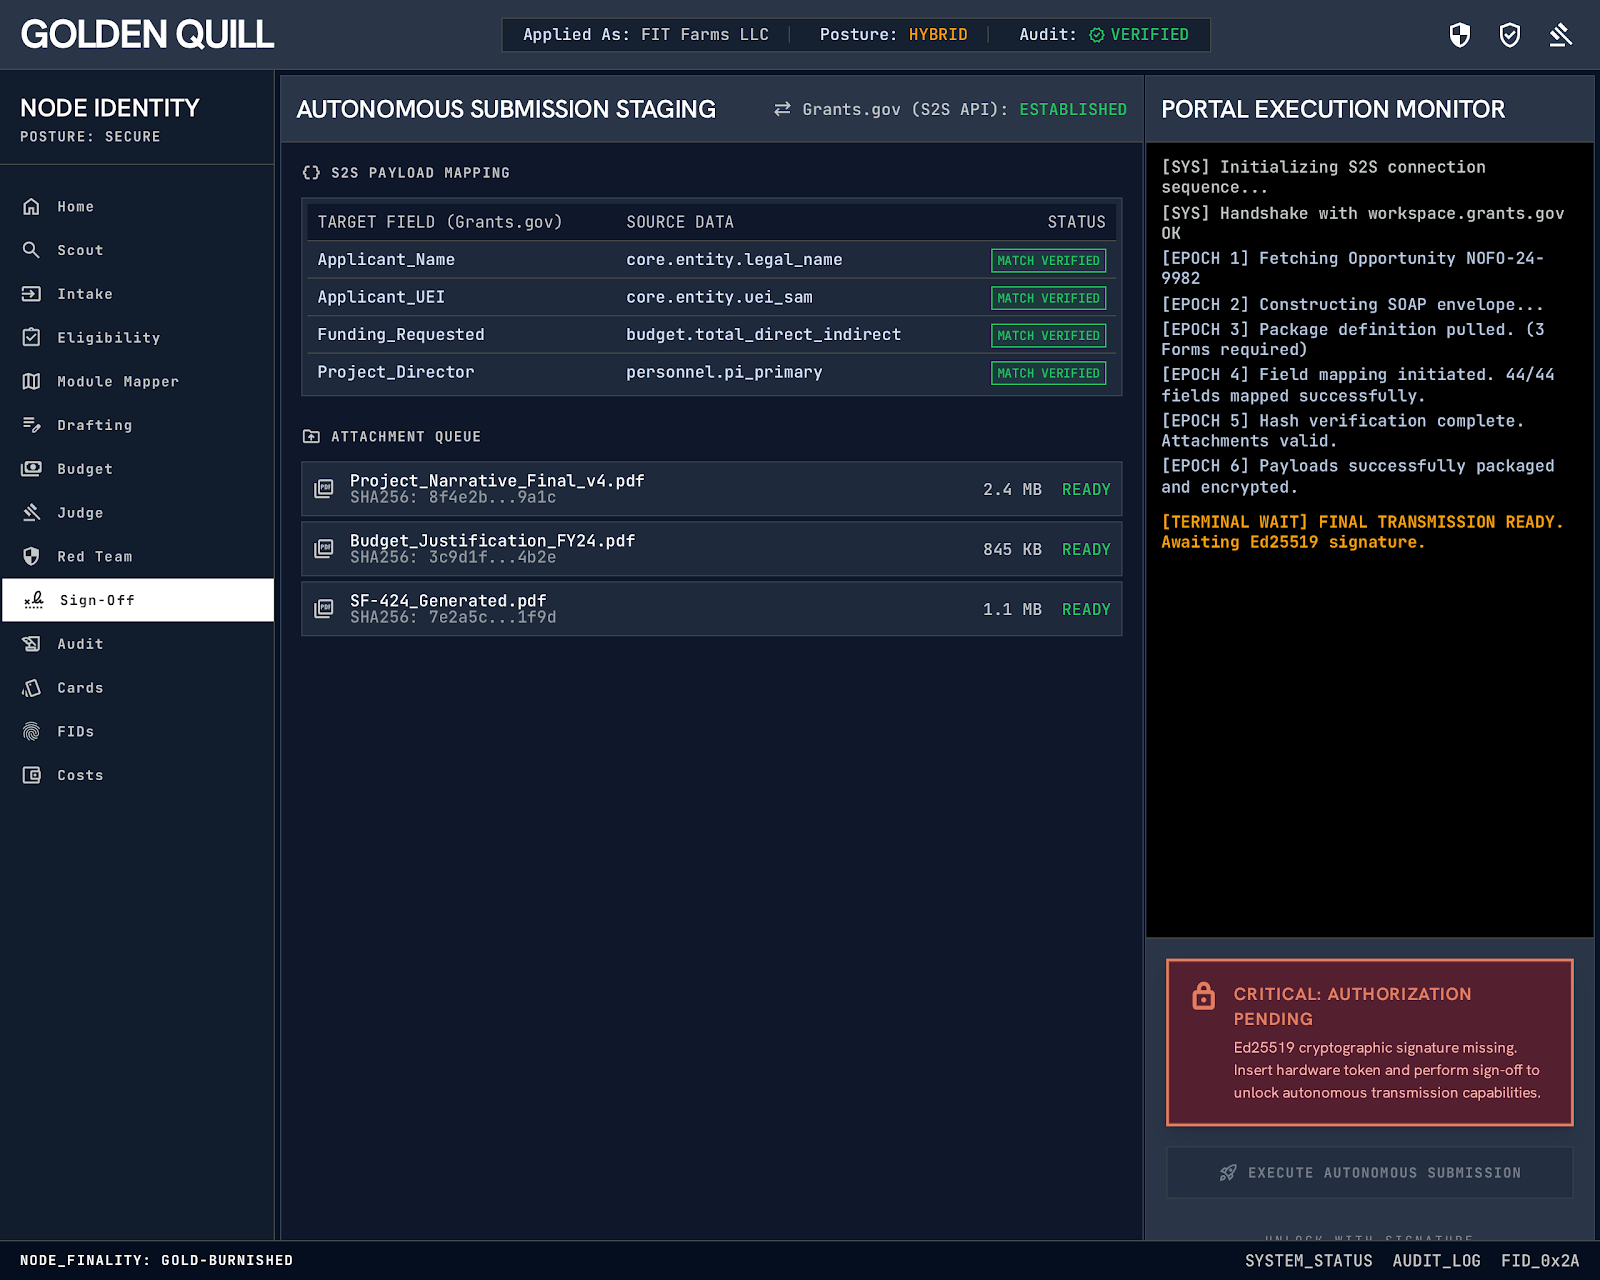 GOLDEN QUILL
Applied As: FIT Farms LLC | Posture: HYBRID | Audit: VERIFIED
NODE IDENTITY
POSTURE: SECURE
Home
Scout
Intake
Eligibility
Module Mapper
Drafting
Budget
Judge
Red Team
Sign-Off
Audit
Cards
FIDs
Costs
AUTONOMOUS SUBMISSION STAGING
Grants.gov (S2S API): ESTABLISHED
S2S PAYLOAD MAPPING
TARGET FIELD (Grants.gov) SOURCE DATA STATUS
Applicant_Name core.entity.legal_name MATCH VERIFIED
Applicant_UEI core.entity.uei_sam MATCH VERIFIED
Funding_Requested budget.total_direct_indirect MATCH VERIFIED
Project_Director personnel.pi_primary MATCH VERIFIED
ATTACHMENT QUEUE
PDF
Project_Narrative_Final_v4.pdf
SHA256: 8f4e2b...9a1c
2.4 MB READY
PDF
Budget_Justification_FY24.pdf
SHA256: 3c9d1f...4b2e
845 KB READY
PDF
SF-424_Generated.pdf
SHA256: 7e2a5c...1f9d
1.1 MB READY
PORTAL EXECUTION MONITOR
[SYS] Initializing S2S connection
sequence...
[SYS] Handshake with workspace.grants.gov
OK
[EPOCH 1] Fetching Opportunity NOFO-24-
9982
[EPOCH 2] Constructing SOAP envelope...
[EPOCH 3] Package definition pulled. (3
Forms required)
[EPOCH 4] Field mapping initiated. 44/44
fields mapped successfully.
[EPOCH 5] Hash verification complete.
Attachments valid.
[EPOCH 6] Payloads successfully packaged
and encrypted.
[TERMINAL WAIT] FINAL TRANSMISSION READY.
Awaiting Ed25519 signature.
CRITICAL: AUTHORIZATION
PENDING
Ed25519 cryptographic signature missing.
Insert hardware token and perform sign-off to
unlock autonomous transmission capabilities.
EXECUTE AUTONOMOUS SUBMISSION
UNLOCK WITH SIGNATURE
NODE_FINALITY: GOLD-BURNISHED
SYSTEM_STATUS AUDIT_LOG FID_0x2A